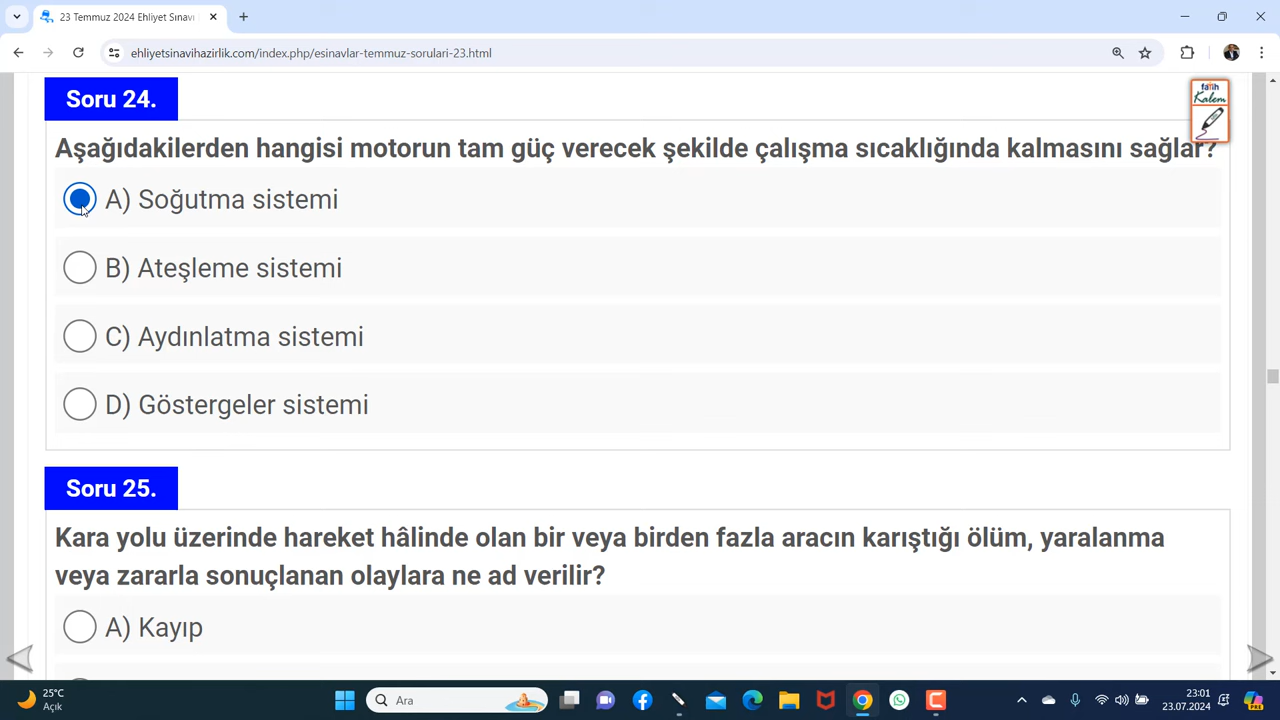 23 Temmuz 2024 Ehliyet Sınavı
ehliyetsinavihazirlik.com/index.php/esinavlar-temmuz-sorulari-23.html
fatih
Kalem
Soru 24.
Aşağıdakilerden hangisi motorun tam güç verecek şekilde çalışma sıcaklığında kalmasını sağlar?
A) Soğutma sistemi
B) Ateşleme sistemi
C) Aydınlatma sistemi
D) Göstergeler sistemi
Soru 25.
Kara yolu üzerinde hareket hâlinde olan bir veya birden fazla aracın karıştığı ölüm, yaralanma
veya zararla sonuçlanan olaylara ne ad verilir?
A) Kayıp
25°C
Açık
Ara
23:01
23.07.2024
PRE